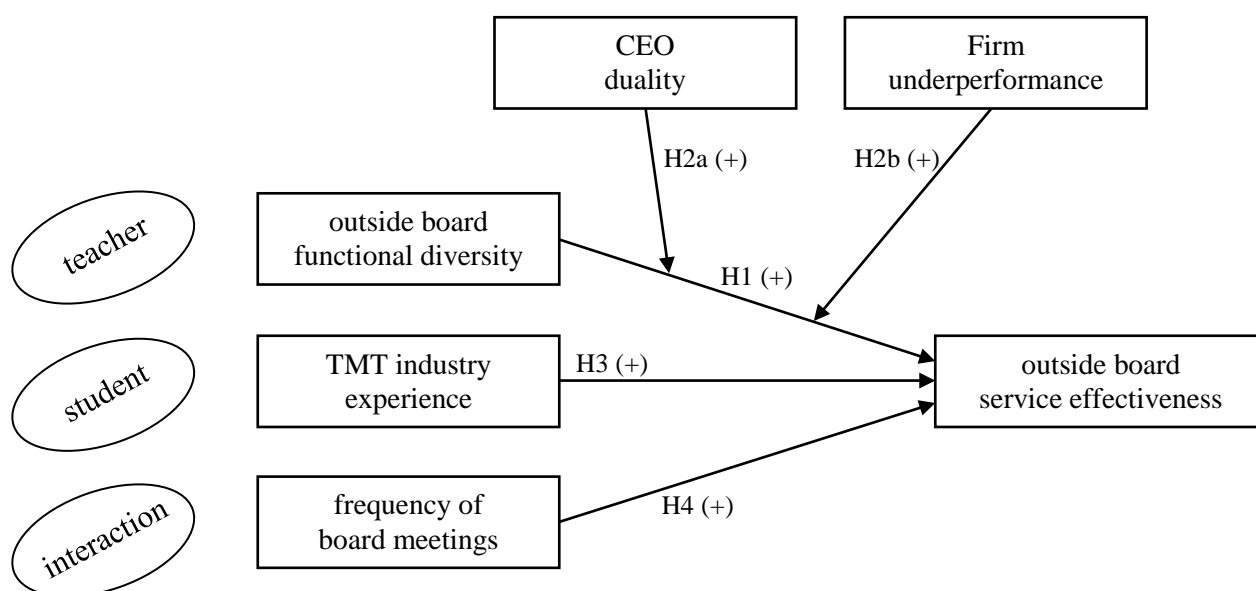 CEO
duality
Firm
underperformance
H2a (+)
H2b (+)
teacher
outside board
functional diversity
H1 (+)
student
TMT industry
experience
H3 (+)
outside board
service effectiveness
interaction
frequency of
board meetings
H4 (+)